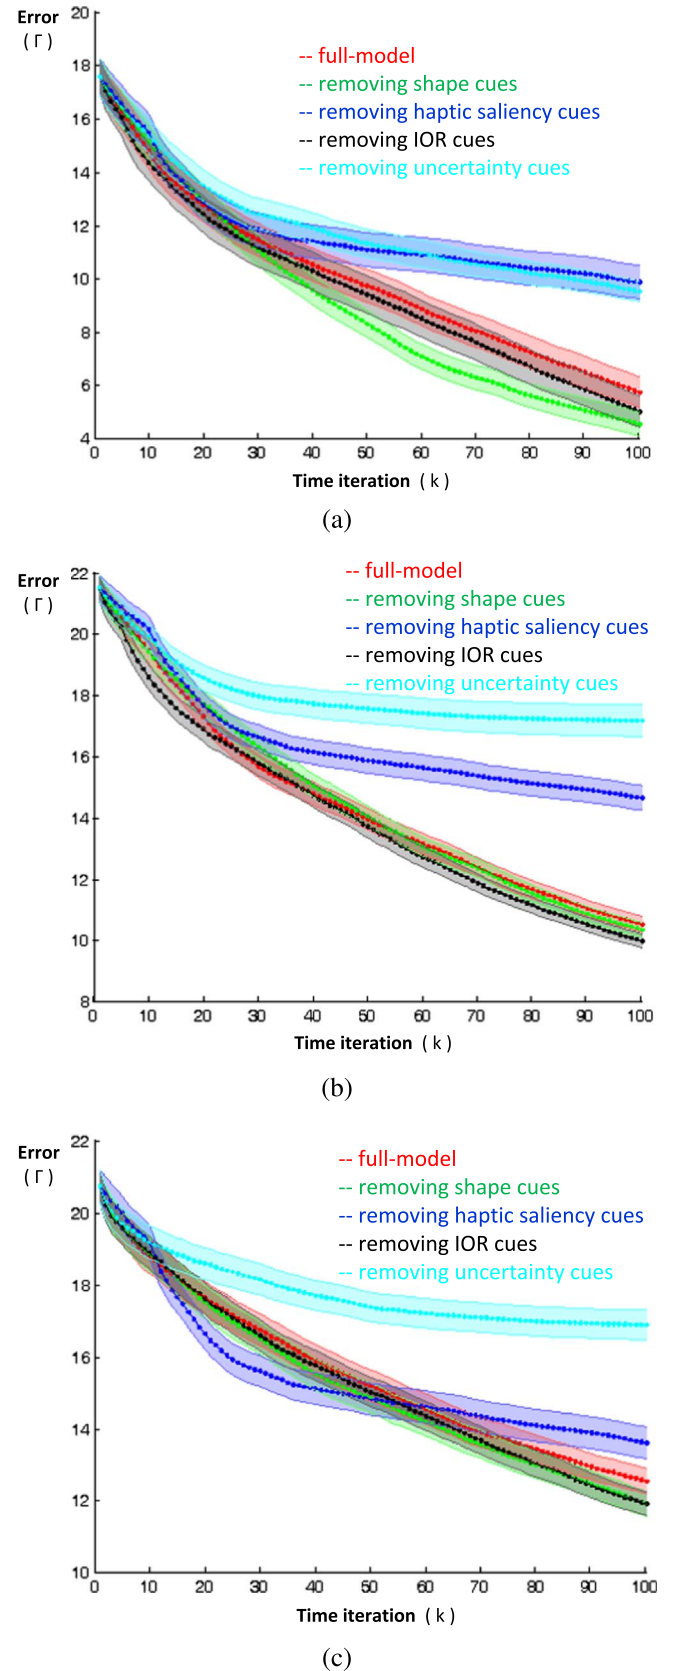 Error
( Γ )
20
18
16
14
12
10
8
6
4
-- full-model
-- removing shape cues
-- removing haptic saliency cues
-- removing IOR cues
-- removing uncertainty cues
0 10 20 30 40 50 60 70 80 90 100
Time iteration ( k )
(a)
Error
( Γ )
22
20
18
16
14
12
10
8
-- full-model
-- removing shape cues
-- removing haptic saliency cues
-- removing IOR cues
-- removing uncertainty cues
0 10 20 30 40 50 60 70 80 90 100
Time iteration ( k )
(b)
Error
( Γ )
22
20
18
16
14
12
10
-- full-model
-- removing shape cues
-- removing haptic saliency cues
-- removing IOR cues
-- removing uncertainty cues
0 10 20 30 40 50 60 70 80 90 100
Time iteration ( k )
(c)